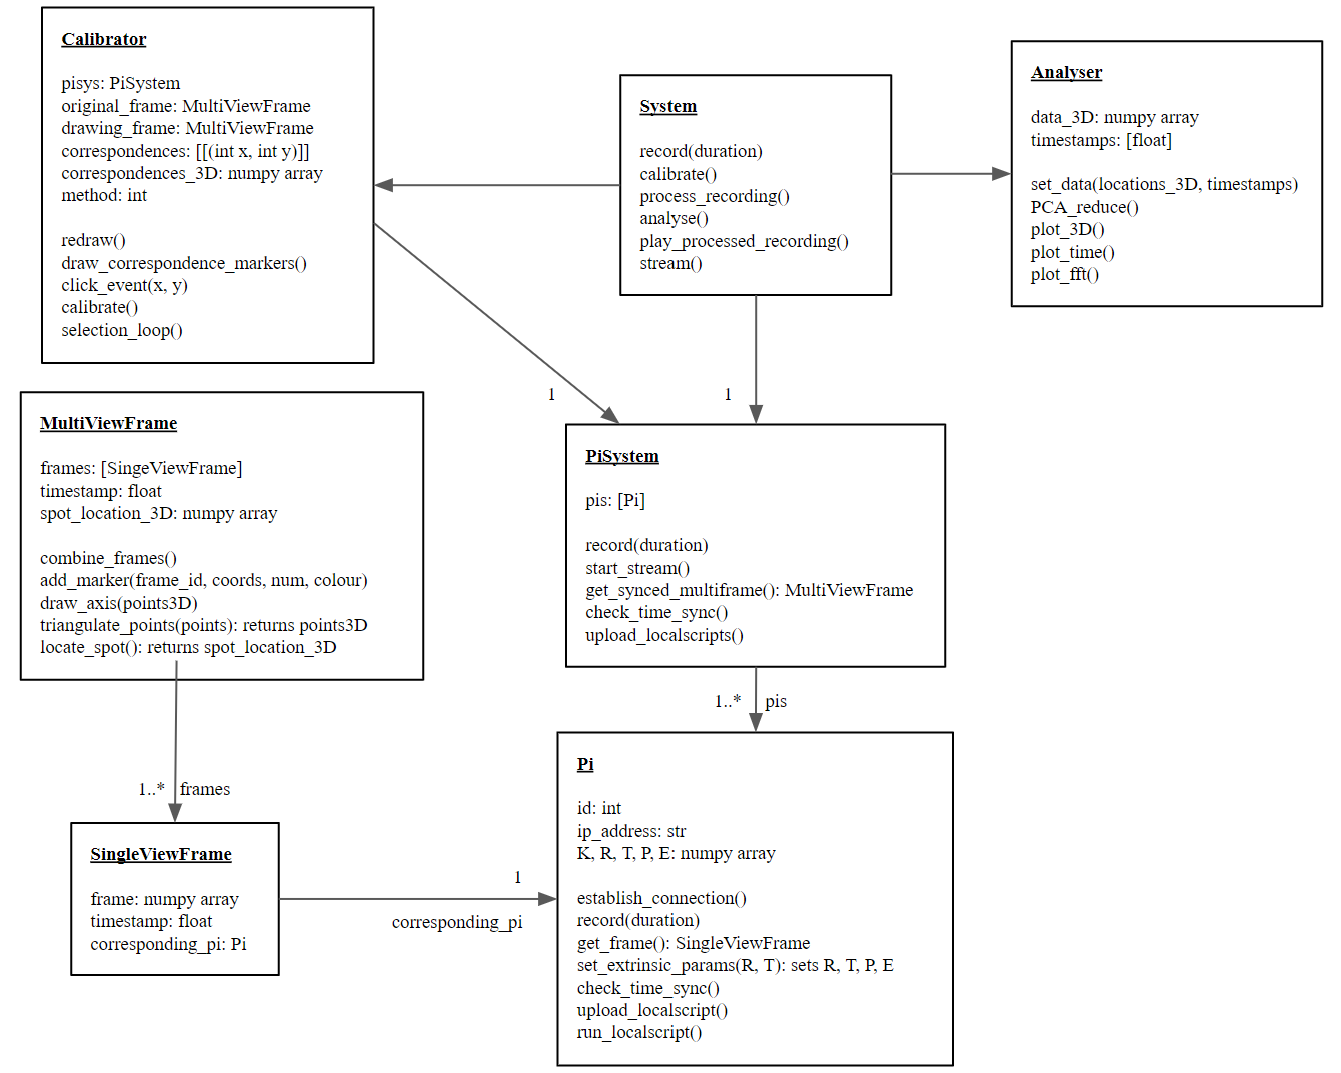 Calibrator
pisys: PiSystem
original_frame: MultiViewFrame
drawing_frame: MultiViewFrame
correspondences: [[(int x, int y)]]
correspondences_3D: numpy array
method: int
redraw()
draw_correspondence_markers()
click_event(x, y)
calibrate()
selection_loop()
System
record(duration)
calibrate()
process_recording()
analyse()
play_processed_recording()
stream()
Analyser
data_3D: numpy array
timestamps: [float]
set_data(locations_3D, timestamps)
PCA_reduce()
plot_3D()
plot_time()
plot_fft()
1
1
MultiViewFrame
frames: [SingeViewFrame]
timestamp: float
spot_location_3D: numpy array
combine_frames()
add_marker(frame_id, coords, num, colour)
draw_axis(points3D)
triangulate_points(points): returns points3D
locate_spot(): returns spot_location_3D
PiSystem
pis: [Pi]
record(duration)
start_stream()
get_synced_multiframe(): MultiViewFrame
check_time_sync()
upload_localscripts()
1..* pis
1..* frames
SingleViewFrame
frame: numpy array
timestamp: float
corresponding_pi: Pi
1
corresponding_pi
Pi
id: int
ip_address: str
K, R, T, P, E: numpy array
establish_connection()
record(duration)
get_frame(): SingleViewFrame
set_extrinsic_params(R, T): sets R, T, P, E
check_time_sync()
upload_localscript()
run_localscript()